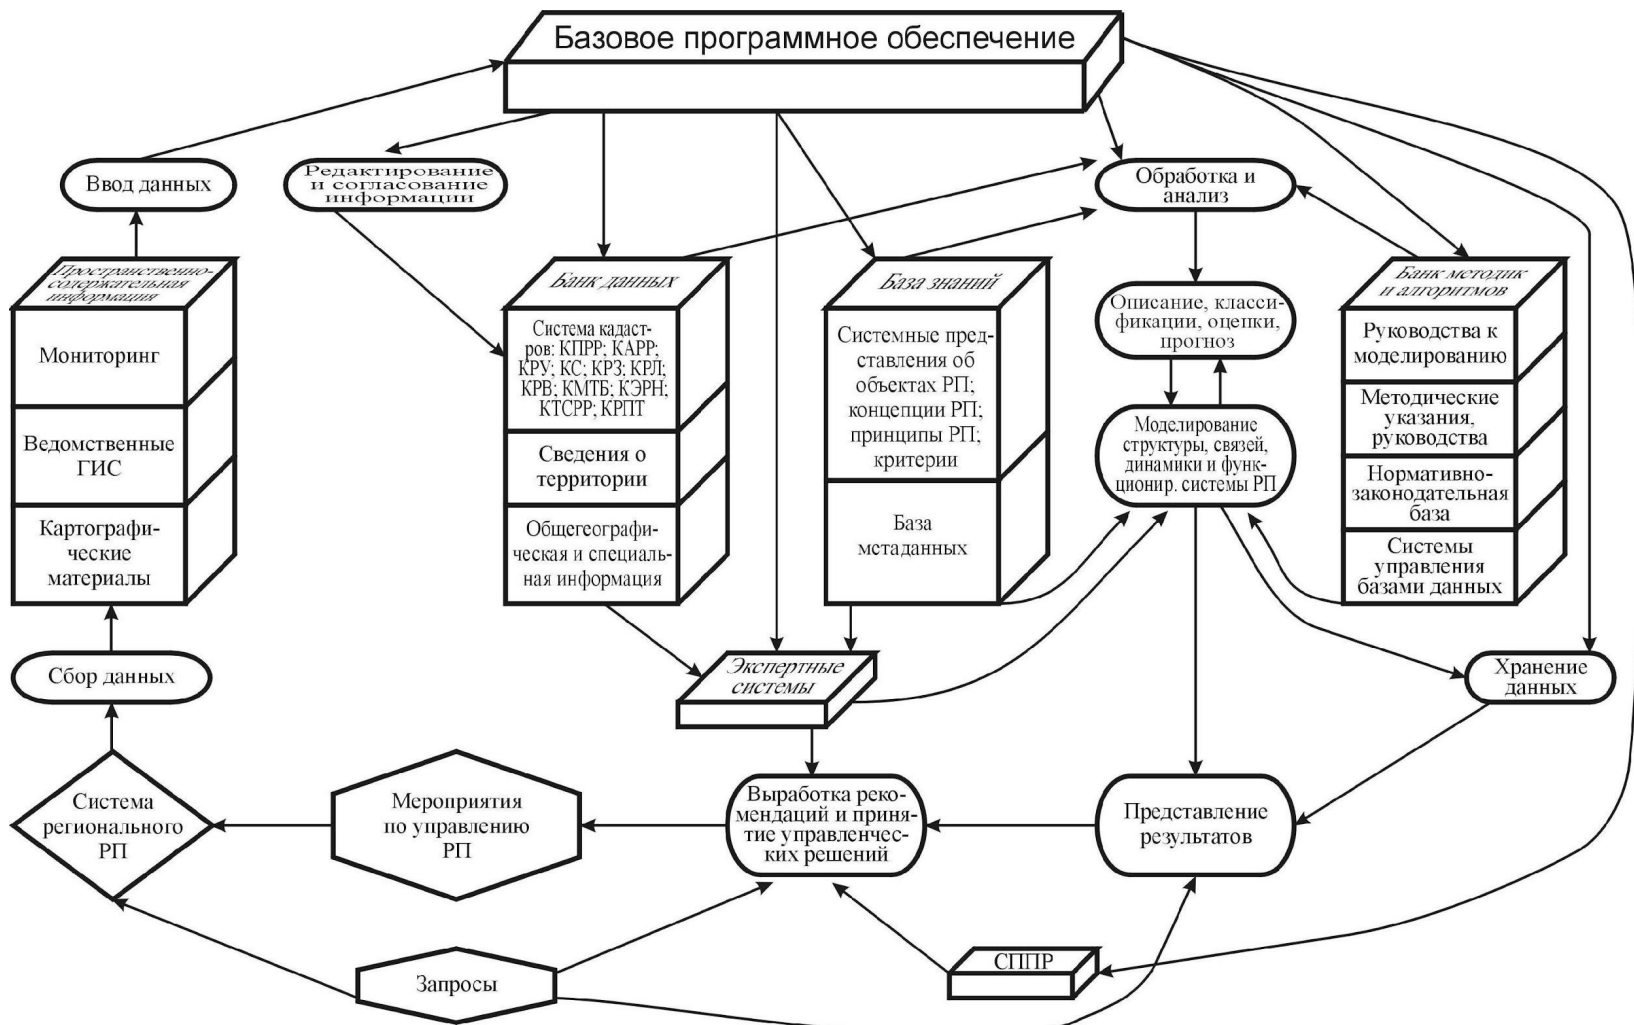 Базовое программное обеспечение
Ввод данных
Редактирование
и согласование
информации
Обработка и
анализ
Пространственно-
содержательная
информация
Мониторинг
Ведомственные
ГИС
Картографи-
ческие
материалы
Банк данных
Система кадаст-
ров: КПРР; КАРР;
КРУ; КС; КРЗ; КРЛ;
КРВ; КМТБ; КЭРН;
КТСРР; КРПТ
Сведения о
территории
Общегеографи-
ческая и специаль-
ная информация
База знаний
Системные пред-
ставления об
объектах РП;
концепции РП;
принципы РП;
критерии
База
метаданных
Описание, класси-
фикации, оценки,
прогноз
Моделирование
структуры, связей,
динамики и функ-
ционир. системы РП
Банк методик
и алгоритмов
Руководства к
моделированию
Методические
указания,
руководства
Нормативно-
законодательная
база
Системы
управления
базами данных
Сбор данных
Экспертные
системы
Хранение
данных
Система
регионального
РП
Мероприятия
по управлению
РП
Выработка реко-
мендаций и приня-
тие управленчес-
ких решений
Представление
результатов
Запросы
СППР